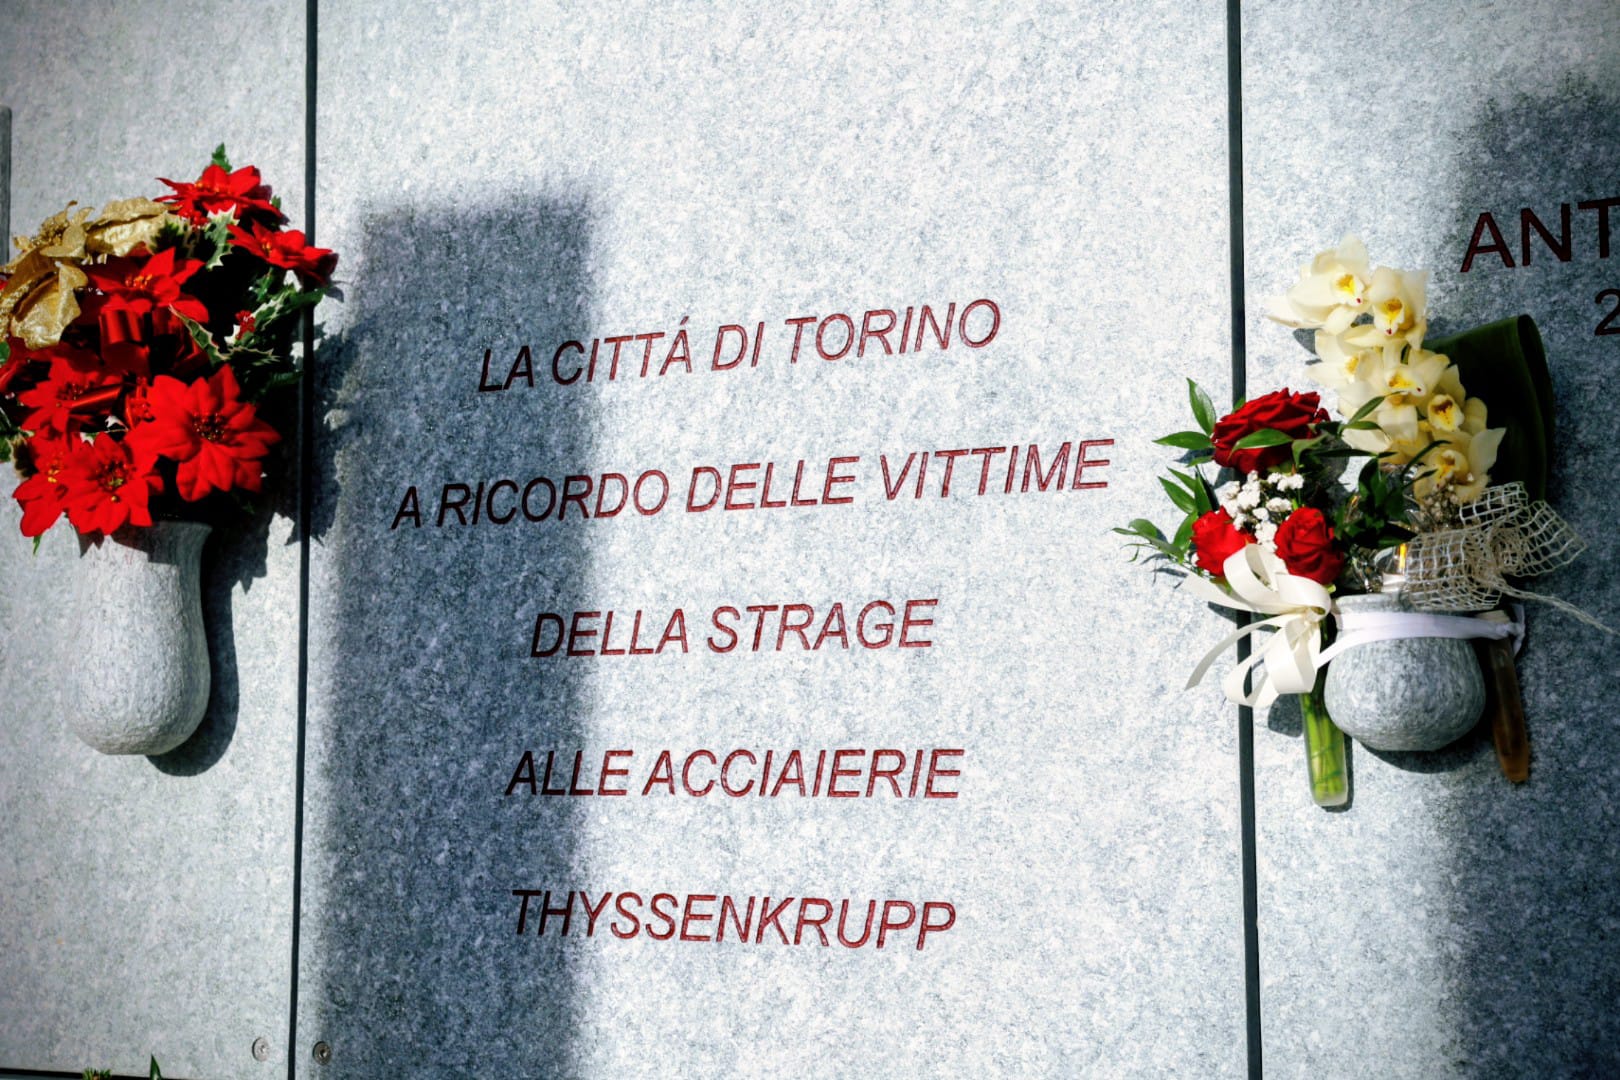 LA CITTÁ DI TORINO
A RICORDO DELLE VITTIME
DELLA STRAGE
ALLE ACCIAIERIE
THYSSENKRUPP